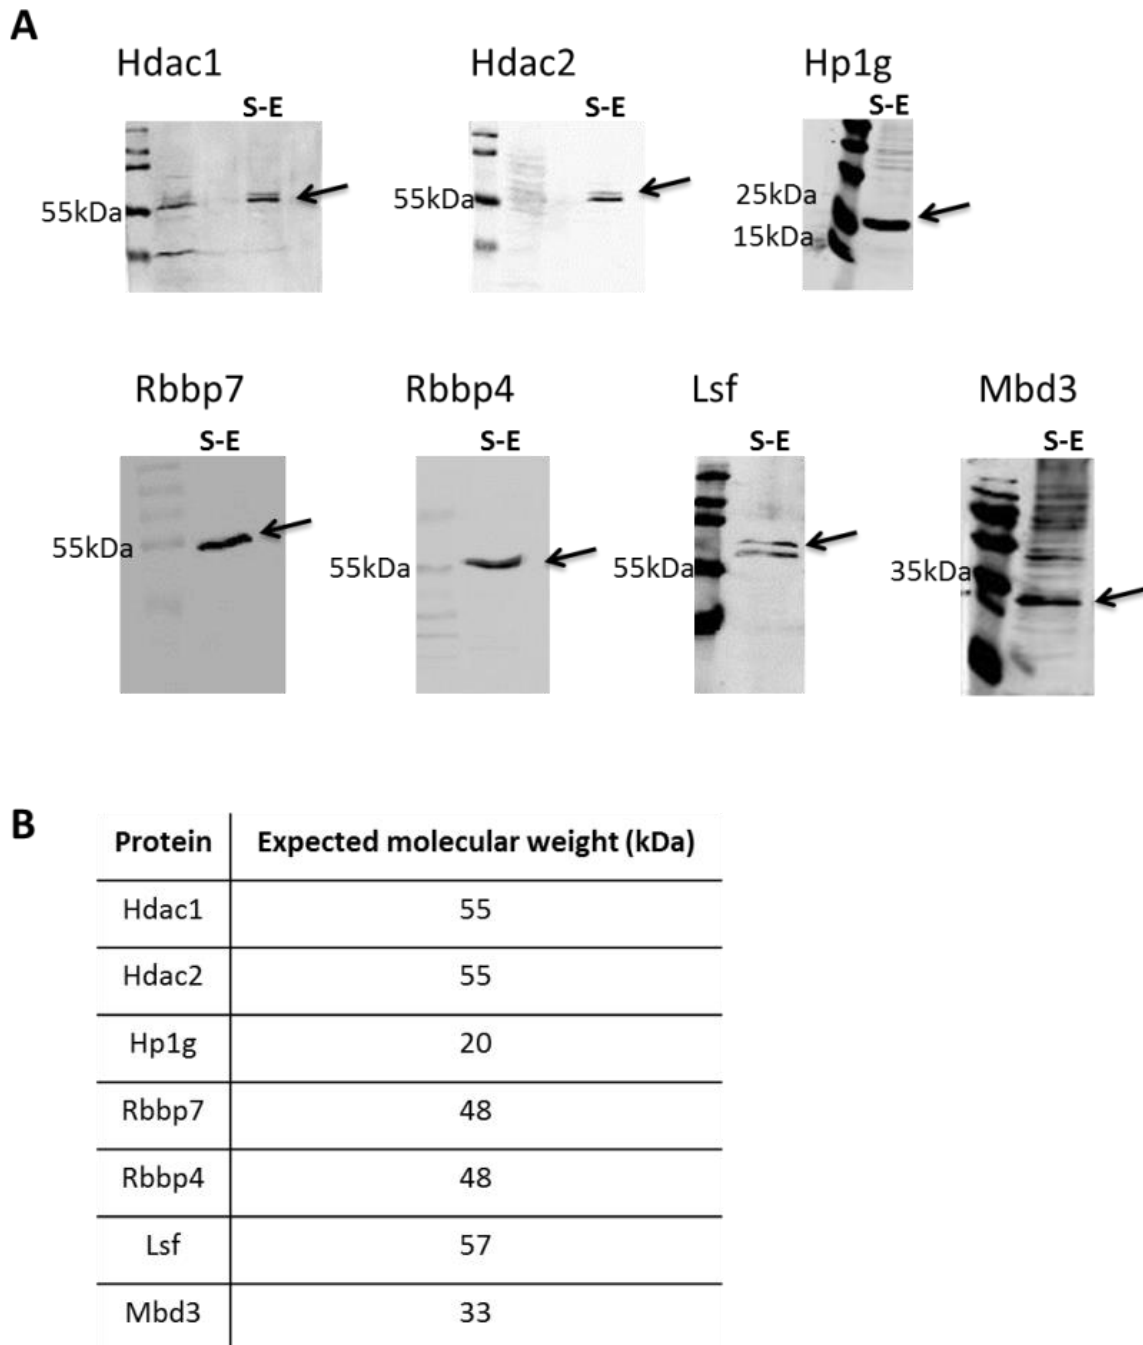 A
Hdac1 Hdac2 Hp1g
S-E S-E S-E
55kDa 55kDa 25kDa
15kDa
Rbbp7 Rbbp4 Lsf Mbd3
S-E S-E S-E S-E
55kDa 55kDa 55kDa 35kDa
B
Protein Expected molecular weight (kDa)
Hdac1 55
Hdac2 55
Hp1g 20
Rbbp7 48
Rbbp4 48
Lsf 57
Mbd3 33